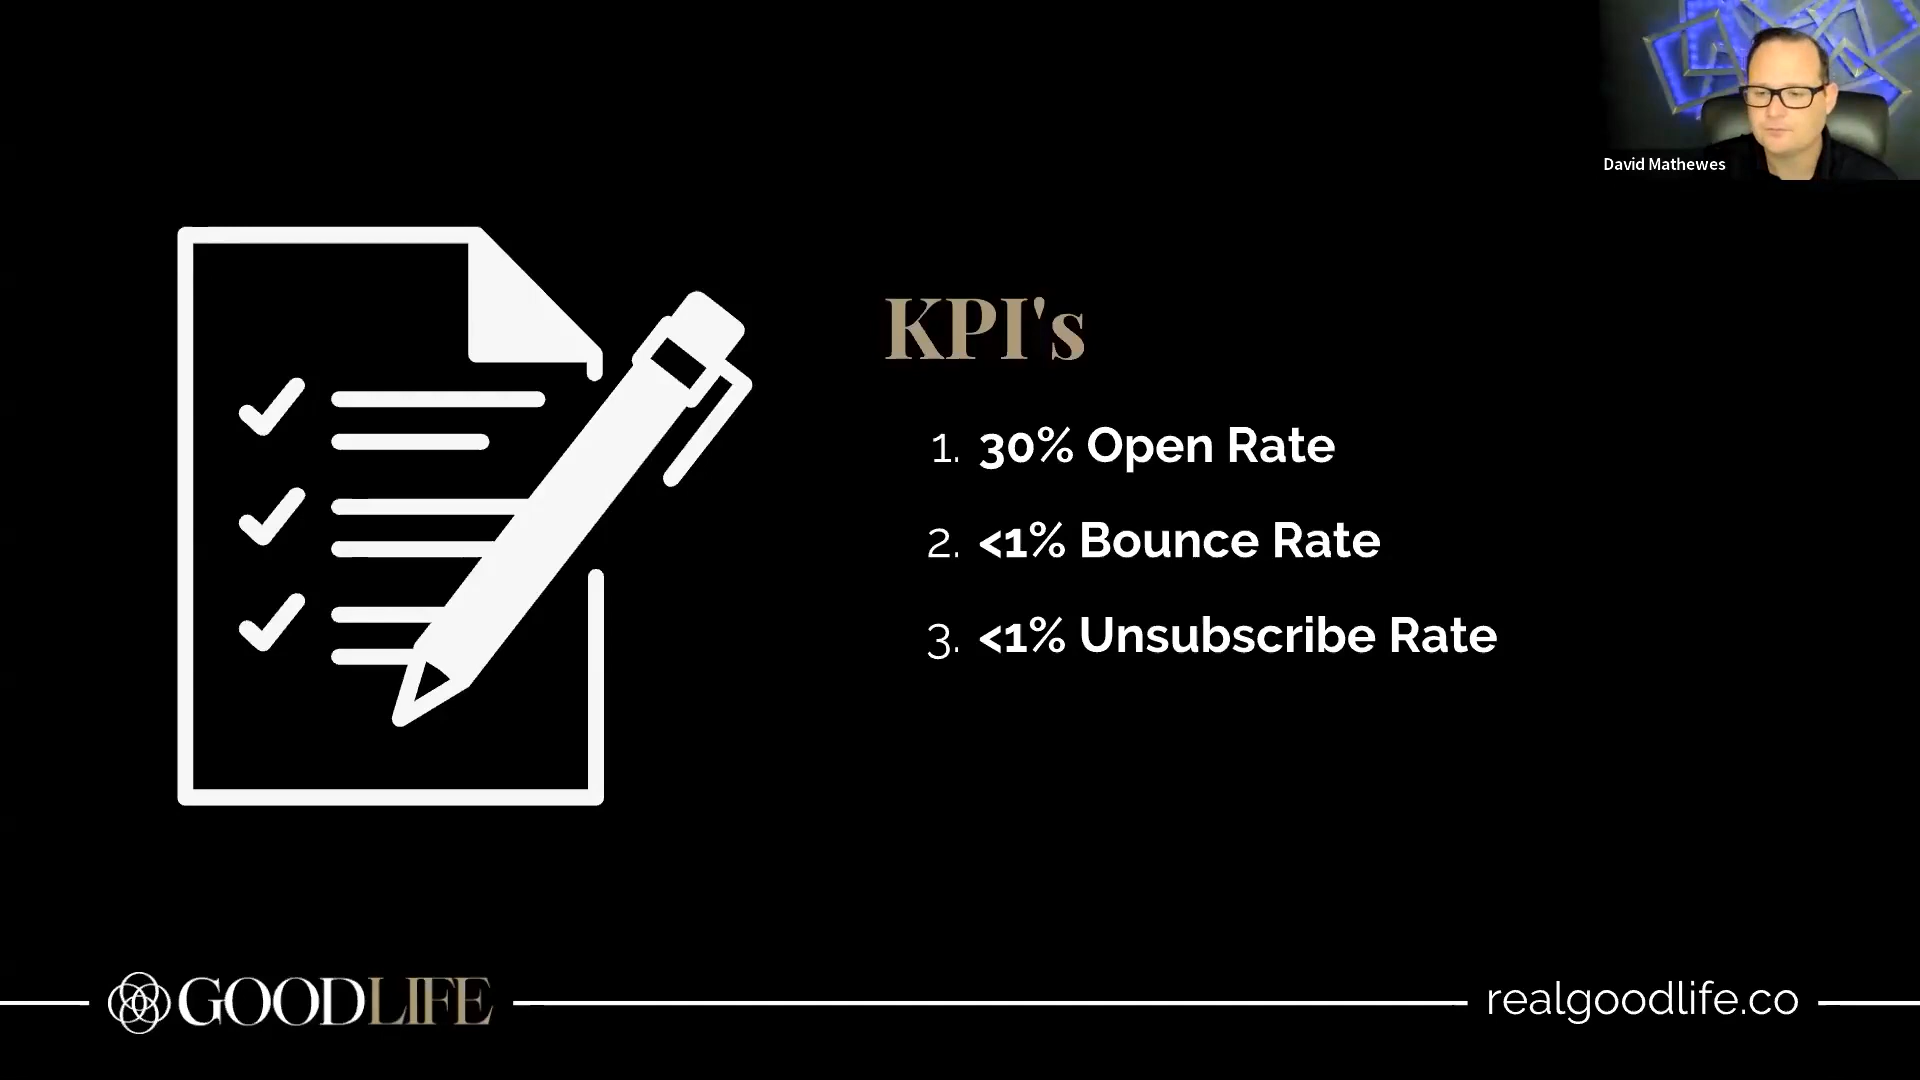 David Mathewes
KPI's
1. 30% Open Rate
2. <1% Bounce Rate
3. <1% Unsubscribe Rate
GOODLIFE
realgoodlife.co